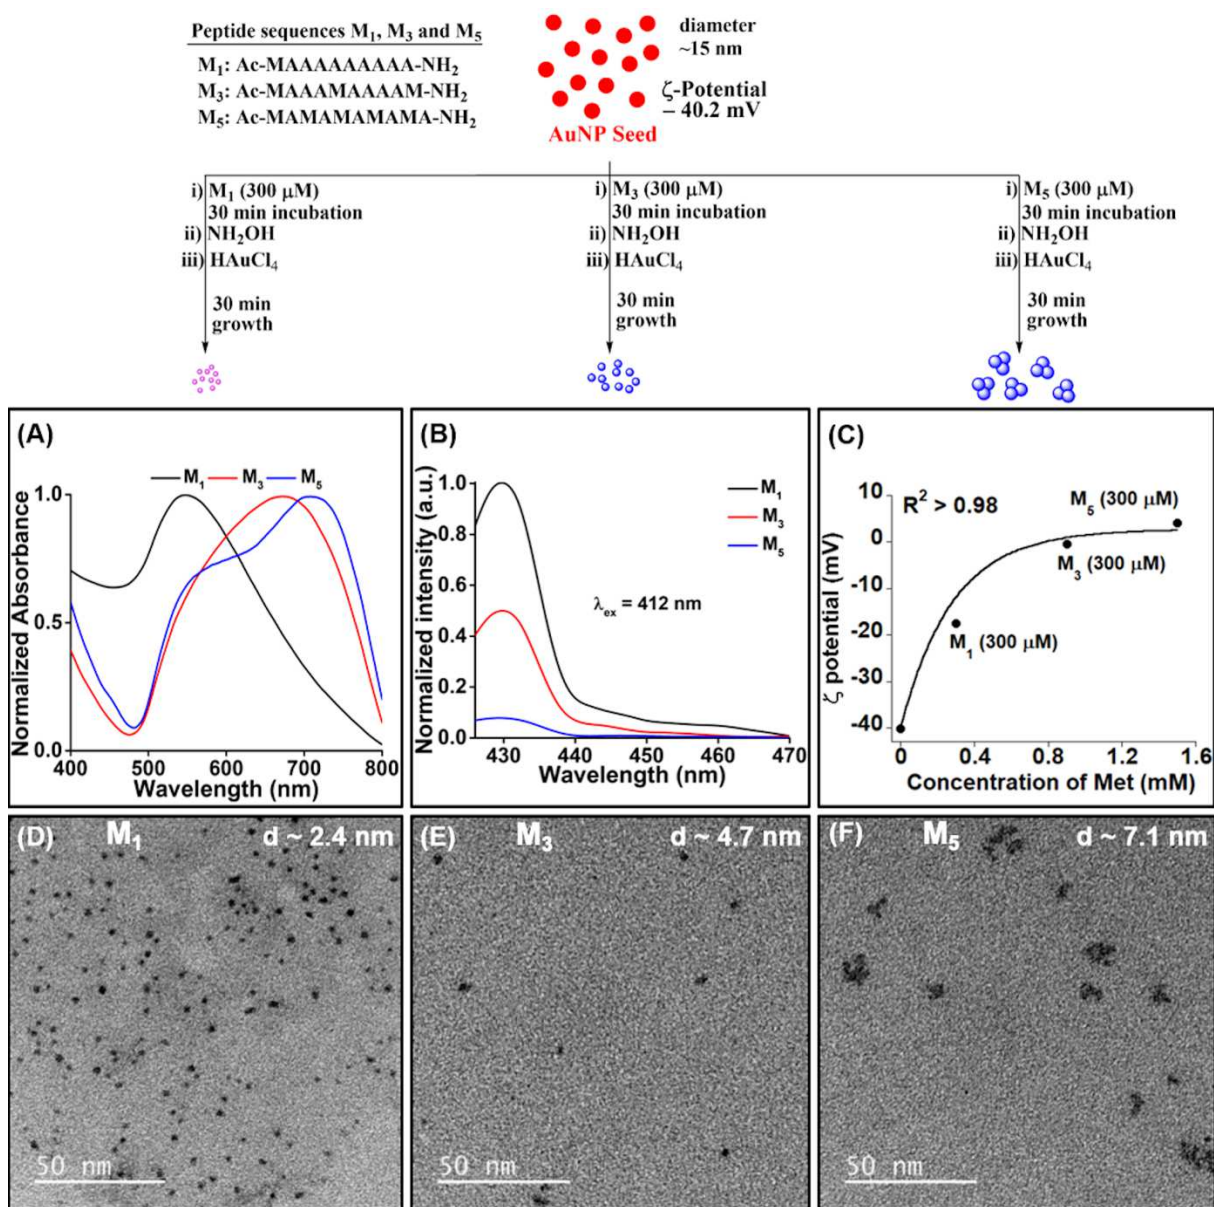 Peptide sequences M1, M3 and M5
M1: Ac-MAAAAAAAAA-NH2
M3: Ac-MAAAMAAAAM-NH2
M5: Ac-MAMAMAMAMA-NH2
diameter
~15 nm
ζ-Potential
– 40.2 mV
AuNP Seed
i) M1 (300 μM)
30 min incubation
ii) NH2OH
iii) HAuCl4
30 min
growth
i) M3 (300 μM)
30 min incubation
ii) NH2OH
iii) HAuCl4
30 min
growth
i) M5 (300 μM)
30 min incubation
ii) NH2OH
iii) HAuCl4
30 min
growth
(A)
M1 M3 M5
Normalized Absorbance
1.0
0.5
0.0
400 500 600 700 800
Wavelength (nm)
(B)
M1
M3
M5
λex = 412 nm
Normalized intensity (a.u.)
1.0
0.8
0.6
0.4
0.2
0.0
430 440 450 460 470
Wavelength (nm)
(C)
R2 > 0.98
M5 (300 μM)
M3 (300 μM)
M1 (300 μM)
ζ potential (mV)
10
0
-10
-20
-30
-40
0 0.4 0.8 1.2 1.6
Concentration of Met (mM)
(D) M1 d ~ 2.4 nm
50 nm
(E) M3 d ~ 4.7 nm
50 nm
(F) M5 d ~ 7.1 nm
50 nm